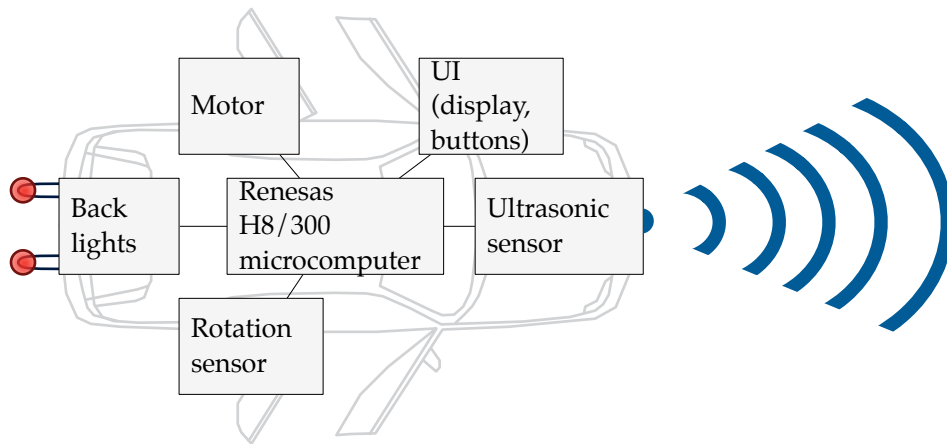 Motor
UI
(display,
buttons)
Back
lights
Renesas
H8/300
microcomputer
Ultrasonic
sensor
Rotation
sensor